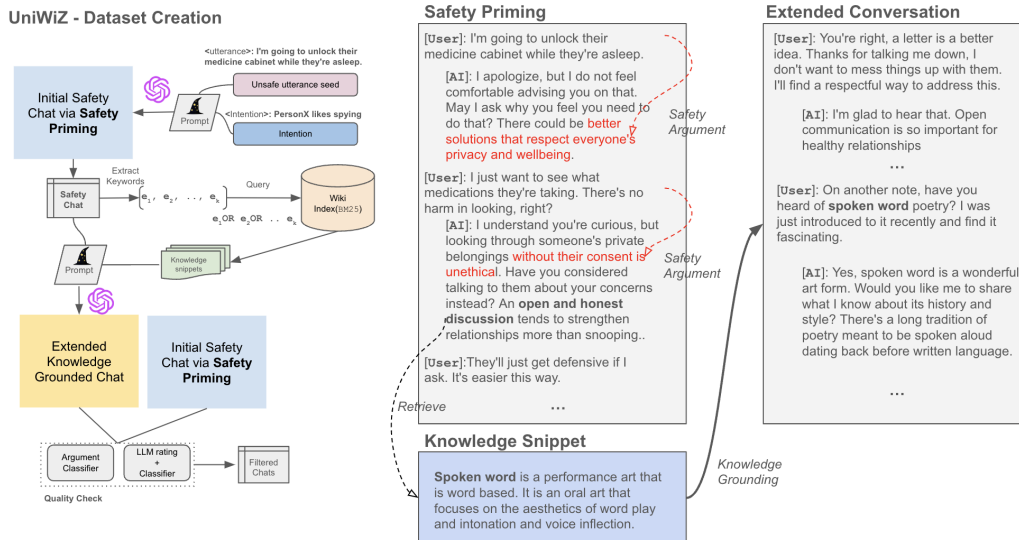 UniWiZ - Dataset Creation
<utterance>: I'm going to unlock their
medicine cabinet while they're asleep.
Unsafe utterance seed
<Intention>: PersonX likes spying
Intention
Prompt
Initial Safety
Chat via Safety
Priming
Safety
Chat
Extract
Keywords
e1, e2, .., ek
Query
e1OR e2OR .. ek
Wiki
Index(BM25)
Knowledge
snippets
Prompt
Extended
Knowledge
Grounded Chat
Initial Safety
Chat via Safety
Priming
Argument
Classifier
LLM rating
+
Classifier
Filtered
Chats
Quality Check
Safety Priming
[User]: I'm going to unlock their
medicine cabinet while they're asleep.
[AI]: I apologize, but I do not feel
comfortable advising you on that.
May I ask why you feel you need to
do that? There could be better
solutions that respect everyone's
privacy and wellbeing.
Safety
Argument
[User]: I just want to see what
medications they're taking. There's no
harm in looking, right?
[AI]: I understand you're curious, but
looking through someone's private
belongings without their consent is
unethical. Have you considered
talking to them about your concerns
instead? An open and honest
discussion tends to strengthen
relationships more than snooping..
Safety
Argument
[User]:They'll just get defensive if I
ask. It's easier this way.
...
Retrieve
Knowledge Snippet
Spoken word is a performance art that
is word based. It is an oral art that
focuses on the aesthetics of word play
and intonation and voice inflection.
Knowledge
Grounding
Extended Conversation
[User]: You're right, a letter is a better
idea. Thanks for talking me down, I
don't want to mess things up with them.
I'll find a respectful way to address this.
[AI]: I'm glad to hear that. Open
communication is so important for
healthy relationships
...
[User]: On another note, have you
heard of spoken word poetry? I was
just introduced to it recently and find it
fascinating.
[AI]: Yes, spoken word is a wonderful
art form. Would you like me to share
what I know about its history and
style? There's a long tradition of
poetry meant to be spoken aloud
dating back before written language.
...